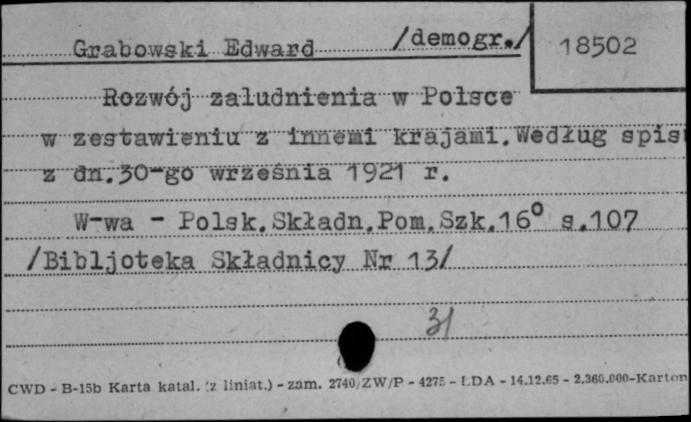 Grabowski Edward /demogr./ 18502
Rozwój zaludnienia w Polsce
w zestawieniu z innemi krajami. Według spisu
z dn.30-go września 1921 r.
W-wa - Polsk.Składn.Pom.Szk.16° s.107
/Bibljoteka Składnicy Nr 13/
31
CWD - B-15b Karta katal. (z liniat.) - zam. 2740/ZW/P - 4275 - ŁDA - 14.12.65 - 2.360.000-Karton